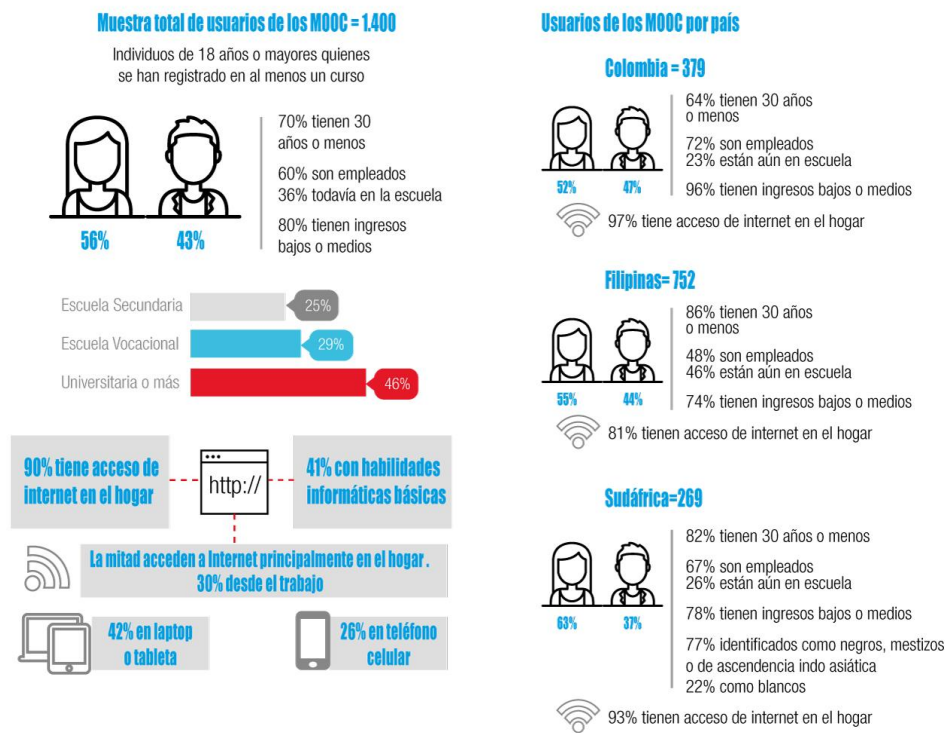 Muestra total de usuarios de los MOOC = 1.400
Individuos de 18 años o mayores quienes
se han registrado en al menos un curso
70% tienen 30
años o menos
60% son empleados
36% todavía en la escuela
80% tienen ingresos
bajos o medios
56%
43%
Escuela Secundaria
25%
Escuela Vocacional
29%
Universitaria o más
46%
90% tiene acceso de
internet en el hogar
http://
41% con habilidades
informáticas básicas
La mitad acceden a Internet principalmente en el hogar .
30% desde el trabajo
42% en laptop
o tableta
26% en teléfono
celular
Usuarios de los MOOC por país
Colombia = 379
64% tienen 30 años
o menos
72% son empleados
23% están aún en escuela
96% tienen ingresos bajos o medios
52%
47%
97% tiene acceso de internet en el hogar
Filipinas= 752
86% tienen 30 años
o menos
48% son empleados
46% están aún en escuela
74% tienen ingresos bajos o medios
55%
44%
81% tienen acceso de internet en el hogar
Sudáfrica=269
82% tienen 30 años o menos
67% son empleados
26% están aún en escuela
78% tienen ingresos bajos o medios
63%
37%
77% identificados como negros, mestizos
o de ascendencia indo asiática
22% como blancos
93% tienen acceso de internet en el hogar